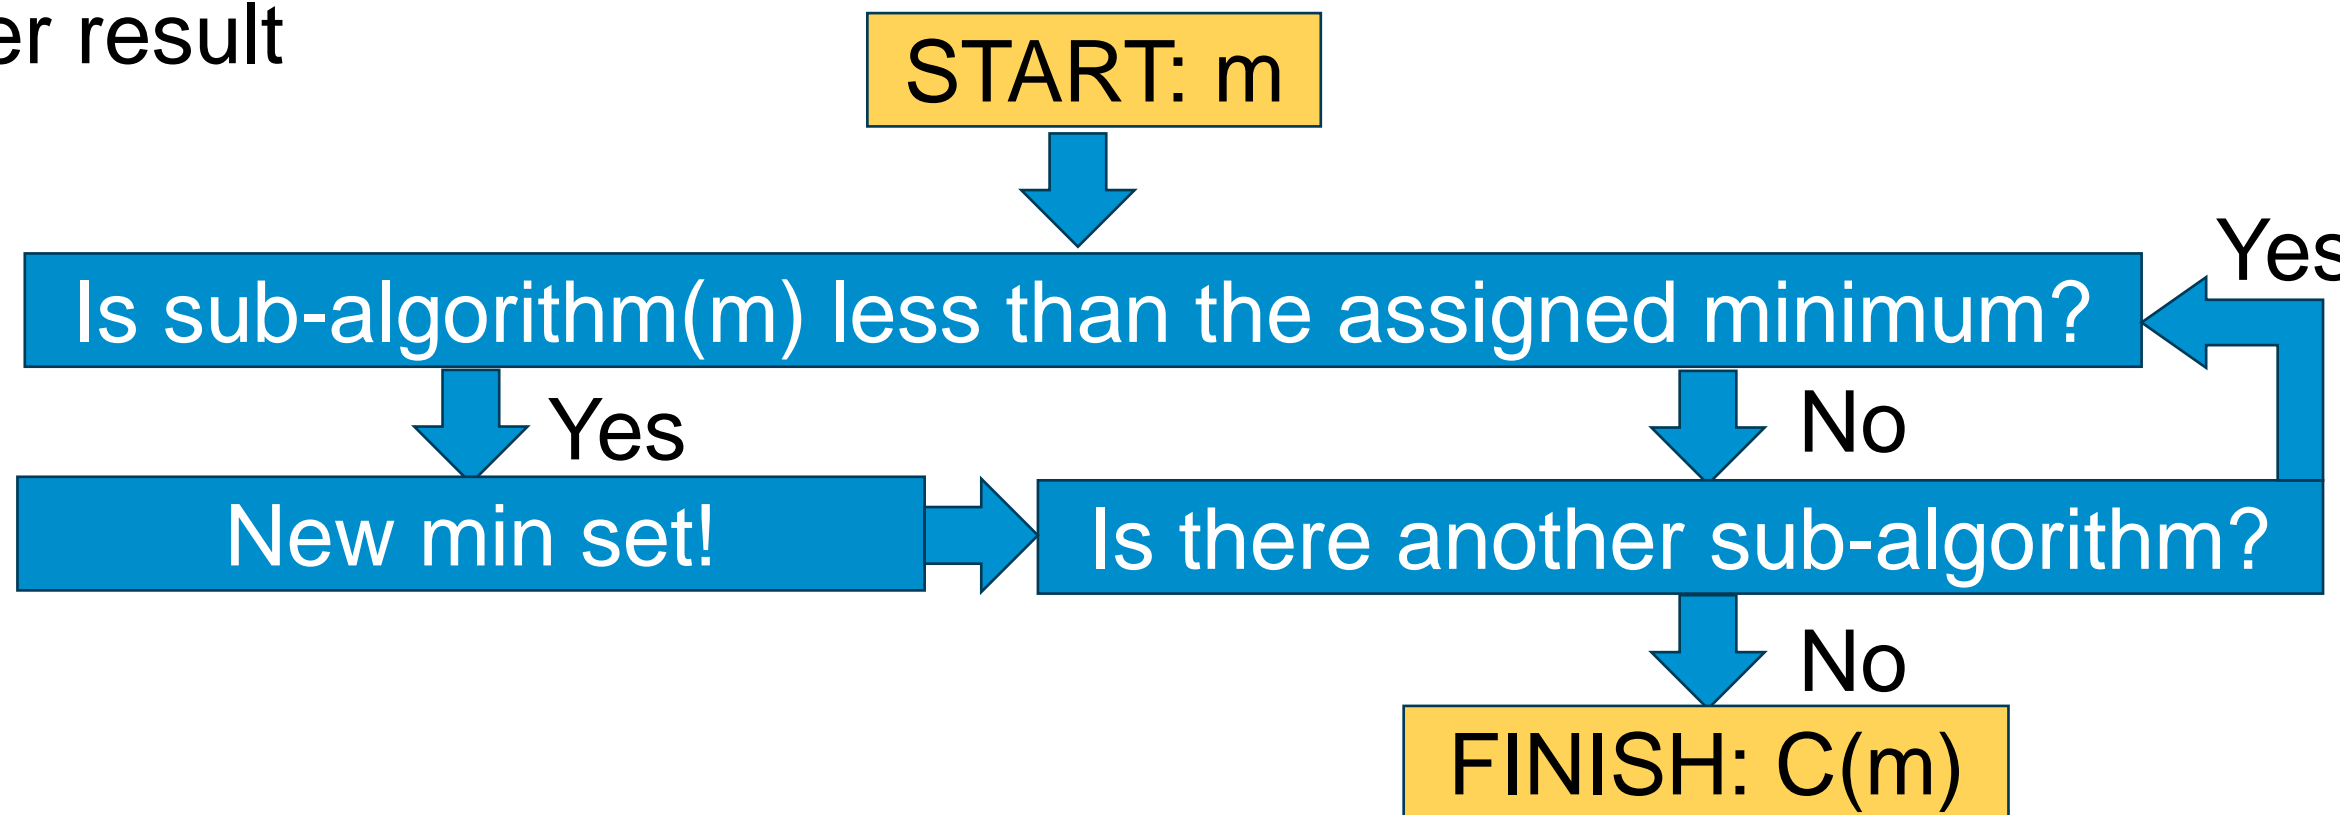 er result
START: m
Yes
Is sub-algorithm(m) less than the assigned minimum?
Yes
No
New min set!
Is there another sub-algorithm?
No
FINISH: C(m)